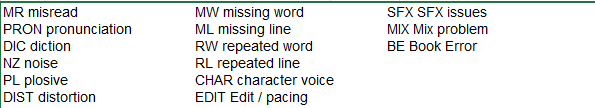 MR misread MW missing word SFX SFX issues
PRON pronunciation ML missing line MIX Mix problem
DIC diction RW repeated word BE Book Error
NZ noise RL repeated line
PL plosive CHAR character voice
DIST distortion EDIT Edit / pacing